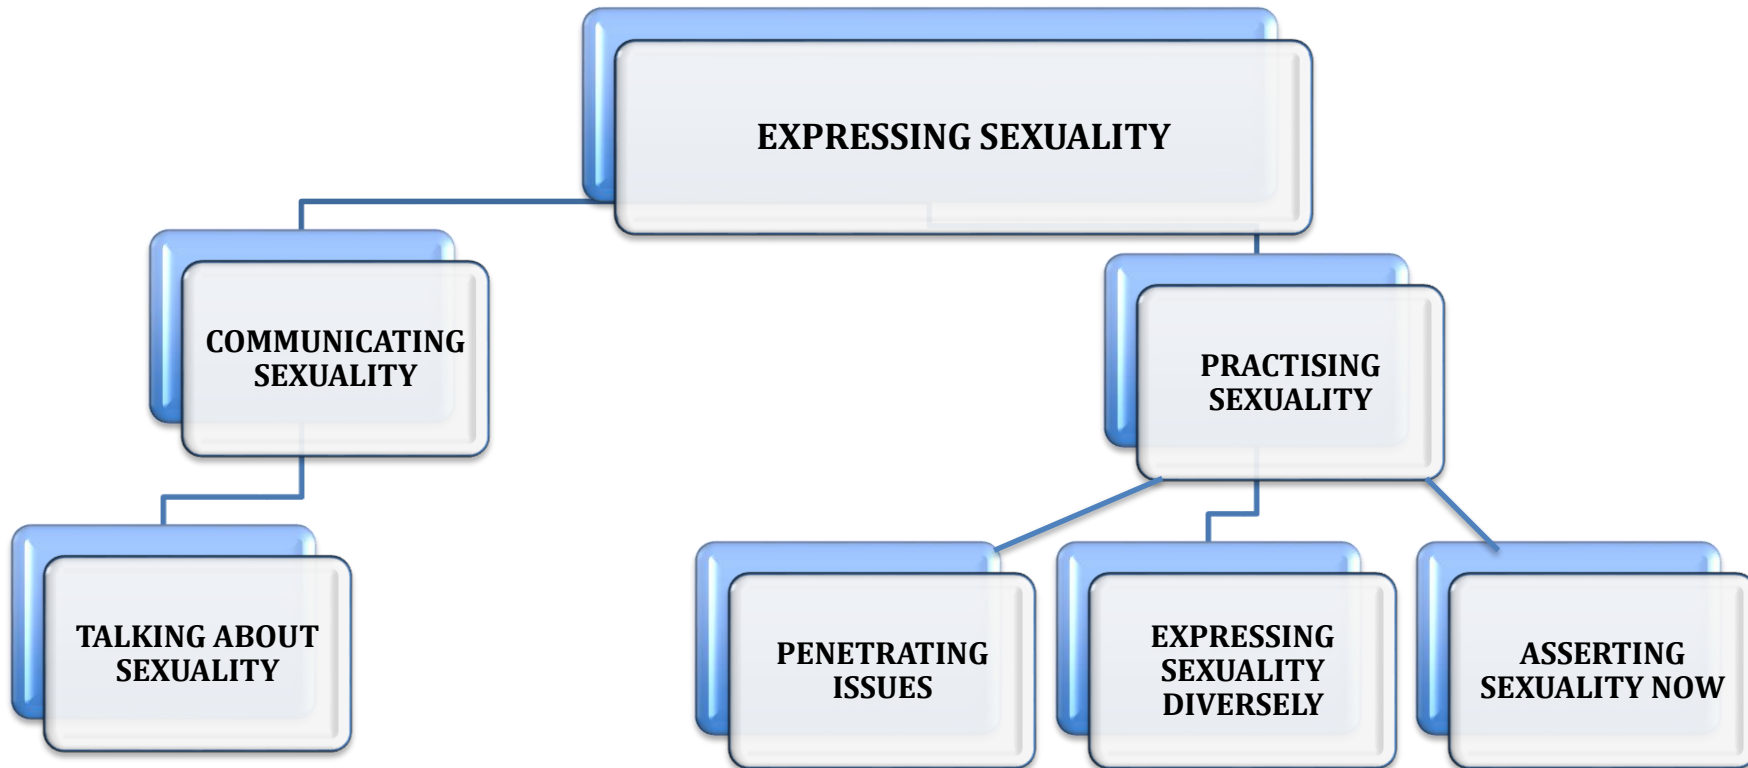 EXPRESSING SEXUALITY
COMMUNICATING
SEXUALITY
PRACTISING
SEXUALITY
TALKING ABOUT
SEXUALITY
PENETRATING
ISSUES
EXPRESSING
SEXUALITY
DIVERSELY
ASSERTING
SEXUALITY NOW